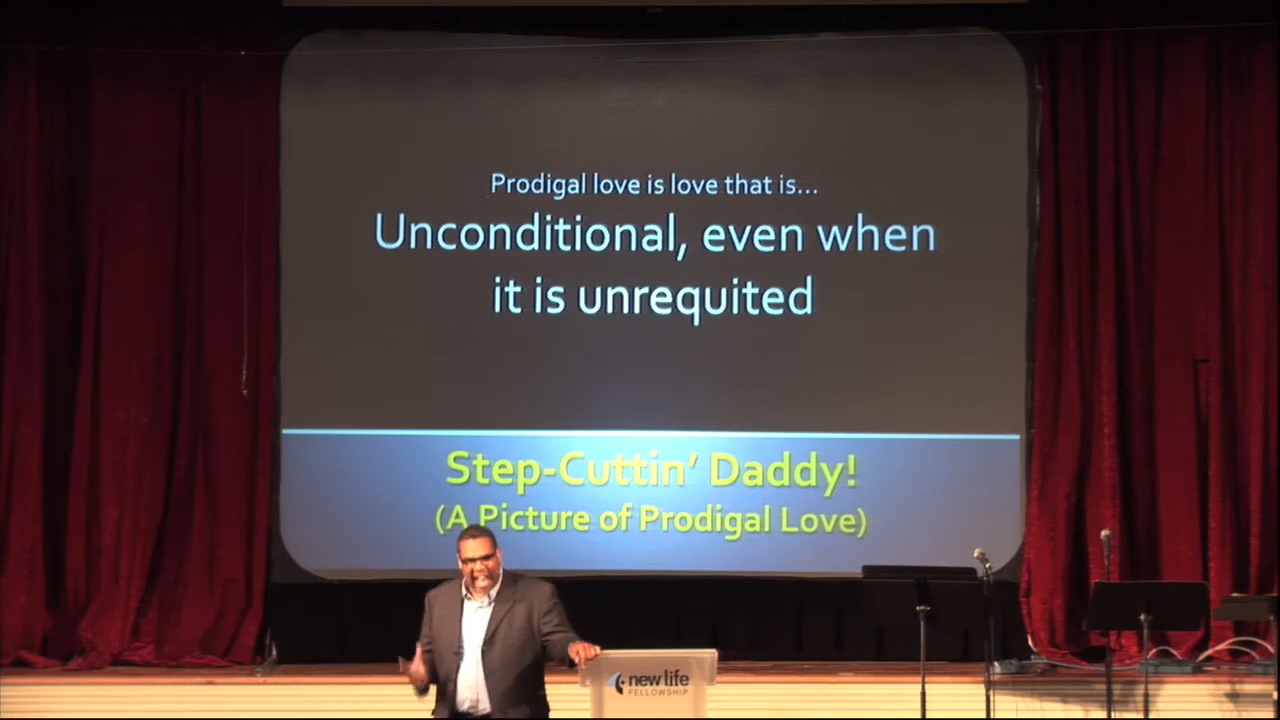 Prodigal love is love that is...
Unconditional, even when
it is unrequited
Step-Cuttin' Daddy!
(A Picture of Prodigal Love)
new life
FELLOWSHIP